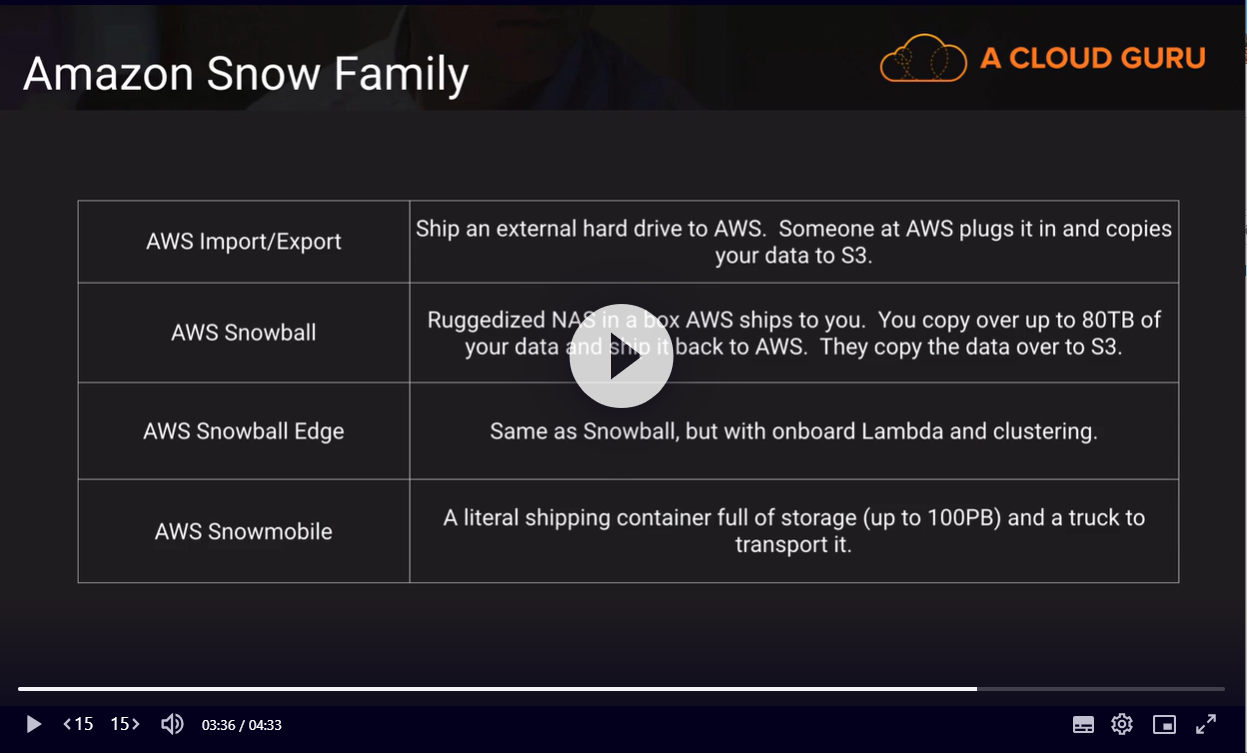 Amazon Snow Family
A CLOUD GURU
AWS Import/Export
Ship an external hard drive to AWS.  Someone at AWS plugs it in and copies
your data to S3.
AWS Snowball
Ruggedized NAS in a box AWS ships to you.  You copy over up to 80TB of
your data and ship it back to AWS.  They copy the data over to S3.
AWS Snowball Edge
Same as Snowball, but with onboard Lambda and clustering.
AWS Snowmobile
A literal shipping container full of storage (up to 100PB) and a truck to
transport it.
<15 15> 03:36 / 04:33